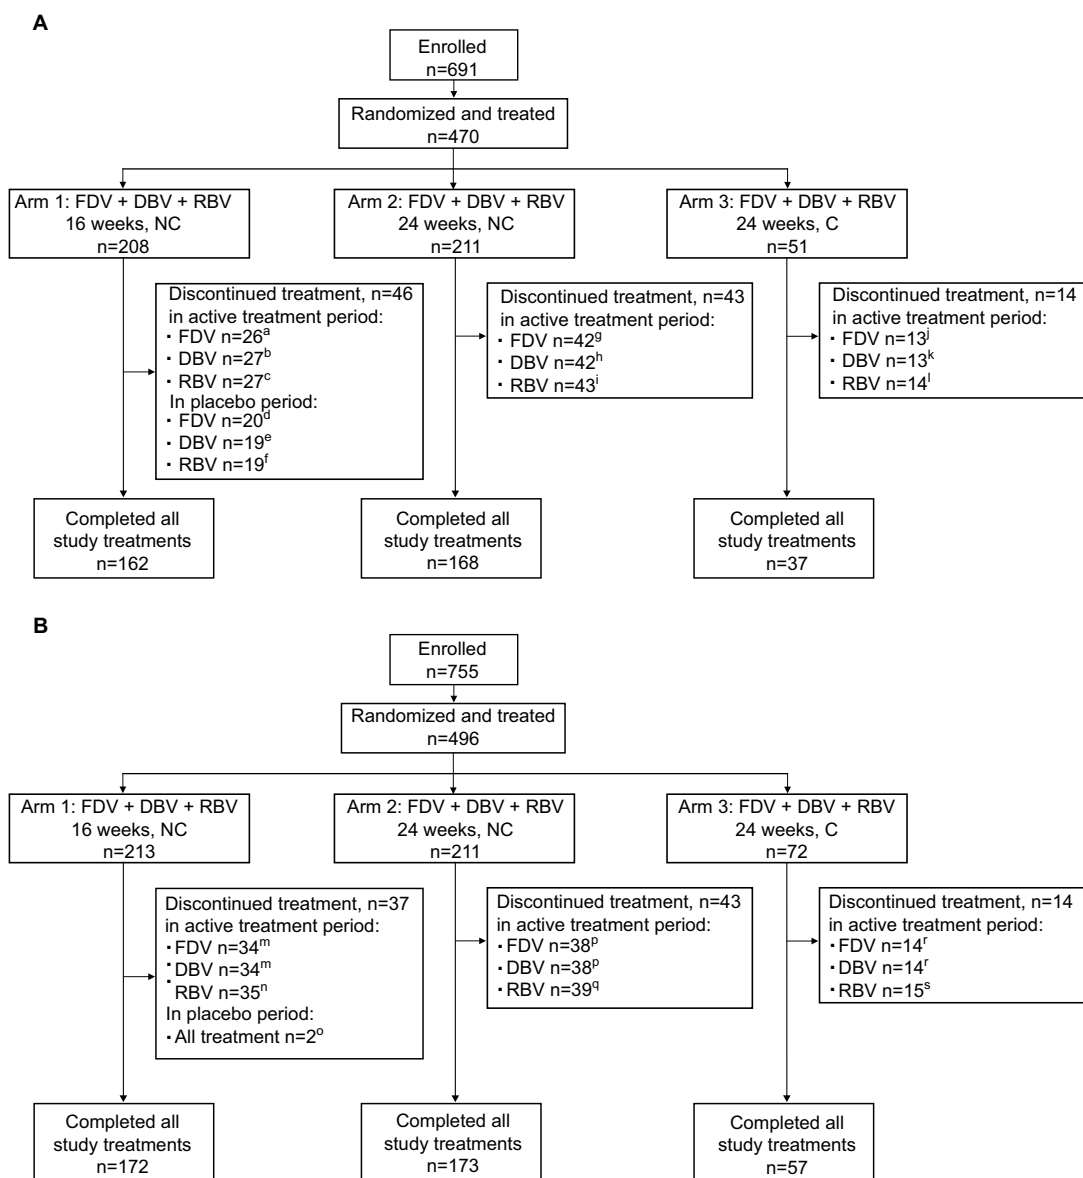 A
Enrolled
n=691
Randomized and treated
n=470
Arm 1: FDV + DBV + RBV
16 weeks, NC
n=208
Arm 2: FDV + DBV + RBV
24 weeks, NC
n=211
Arm 3: FDV + DBV + RBV
24 weeks, C
n=51
Discontinued treatment, n=46
in active treatment period:
· FDV n=26ᵃ
· DBV n=27ᵇ
· RBV n=27ᶜ
In placebo period:
· FDV n=20ᵈ
· DBV n=19ᵉ
· RBV n=19ᶠ
Discontinued treatment, n=43
in active treatment period:
· FDV n=42ᵍ
· DBV n=42ʰ
· RBV n=43ⁱ
Discontinued treatment, n=14
in active treatment period:
· FDV n=13ʲ
· DBV n=13ᵏ
· RBV n=14ˡ
Completed all
study treatments
n=162
Completed all
study treatments
n=168
Completed all
study treatments
n=37
B
Enrolled
n=755
Randomized and treated
n=496
Arm 1: FDV + DBV + RBV
16 weeks, NC
n=213
Arm 2: FDV + DBV + RBV
24 weeks, NC
n=211
Arm 3: FDV + DBV + RBV
24 weeks, C
n=72
Discontinued treatment, n=37
in active treatment period:
· FDV n=34ᵐ
· DBV n=34ᵐ
· RBV n=35ⁿ
In placebo period:
· All treatment n=2ᵒ
Discontinued treatment, n=43
in active treatment period:
· FDV n=38ᵖ
· DBV n=38ᵖ
· RBV n=39q
Discontinued treatment, n=14
in active treatment period:
· FDV n=14ʳ
· DBV n=14ʳ
· RBV n=15ˢ
Completed all
study treatments
n=172
Completed all
study treatments
n=173
Completed all
study treatments
n=57